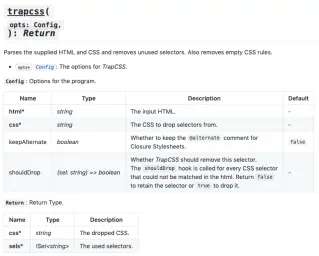 trapcss(
opts: Config,
): Return
Parses the supplied HTML and CSS and removes unused selectors. Also removes empty CSS rules.
• opts* Config : The options for TrapCSS.
Config : Options for the program.
Name Type Description Default
html* string The input HTML. -
css* string The CSS to drop selectors from. -
keepAlternate boolean Whether to keep the @alternate comment for
Closure Stylesheets. false
shouldDrop (sel: string) => boolean Whether TrapCSS should remove this selector.
The shouldDrop hook is called for every CSS selector
that could not be matched in the html. Return false
to retain the selector or true to drop it. -
Return : Return Type.
Name Type Description
css* string The dropped CSS.
sels* !Set<string> The used selectors.